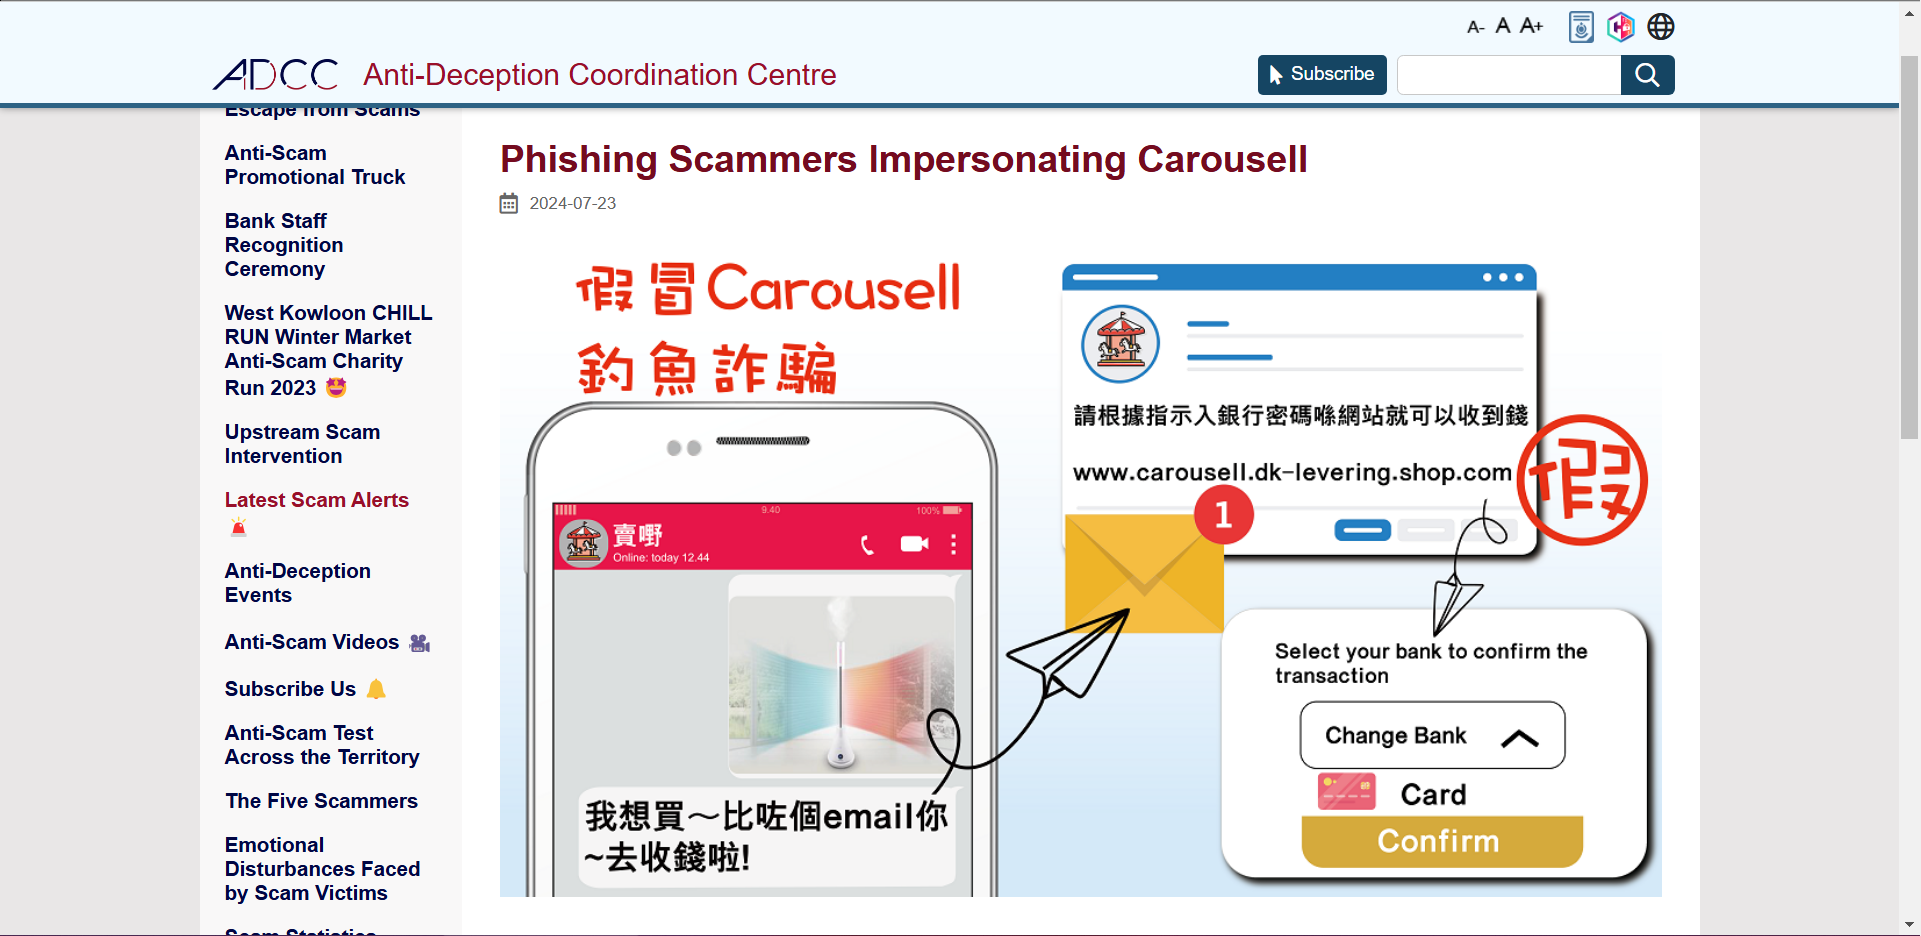 A- A A+
ADCC Anti-Deception Coordination Centre
Subscribe
Escape from Scams
Anti-Scam
Promotional Truck
Bank Staff
Recognition
Ceremony
West Kowloon CHILL
RUN Winter Market
Anti-Scam Charity
Run 2023
Upstream Scam
Intervention
Latest Scam Alerts
Anti-Deception
Events
Anti-Scam Videos
Subscribe Us
Anti-Scam Test
Across the Territory
The Five Scammers
Emotional
Disturbances Faced
by Scam Victims
Scam Statistics
Phishing Scammers Impersonating Carousell
2024-07-23
假冒Carousell
釣魚詐騙
9.40
100%
賣嘢
Online: today 12.44
我想買～比咗個email你
~去收錢啦!
請根據指示入銀行密碼喺網站就可以收到錢
www.carousell.dk-levering.shop.com
假
1
Select your bank to confirm the
transaction
Change Bank
Card
Confirm